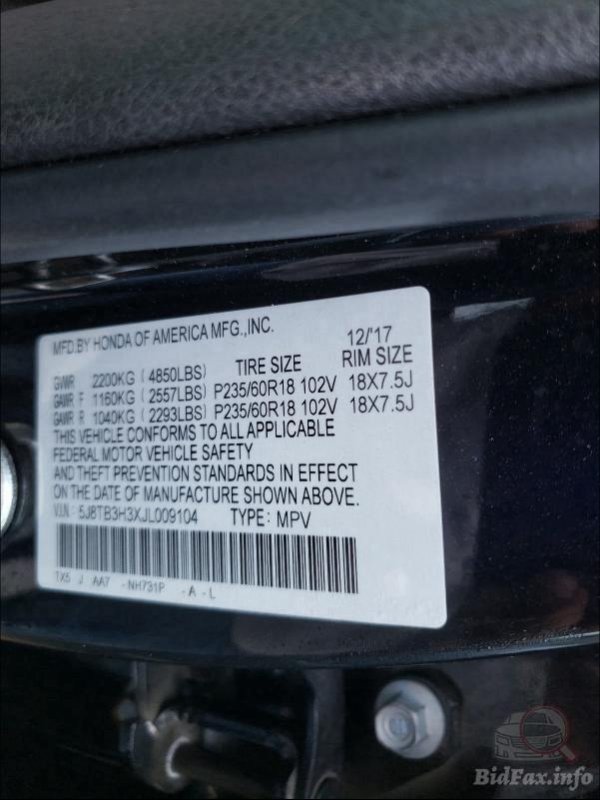 MFD.BY HONDA OF AMERICA MFG.,INC. 12/'17
TIRE SIZE RIM SIZE
GVWR 2200KG ( 4850LBS)
GAWR F 1160KG ( 2557LBS) P235/60R18 102V 18X7.5J
GAWR R 1040KG ( 2293LBS) P235/60R18 102V 18X7.5J
THIS VEHICLE CONFORMS TO ALL APPLICABLE
FEDERAL MOTOR VEHICLE SAFETY
AND THEFT PREVENTION STANDARDS IN EFFECT
ON THE DATE OF MANUFACTURE SHOWN ABOVE.
V.I.N : 5J8TB3H3XJL009104 TYPE: MPV
TX5 J AA7 -NH731P - A - L
BidFax.info